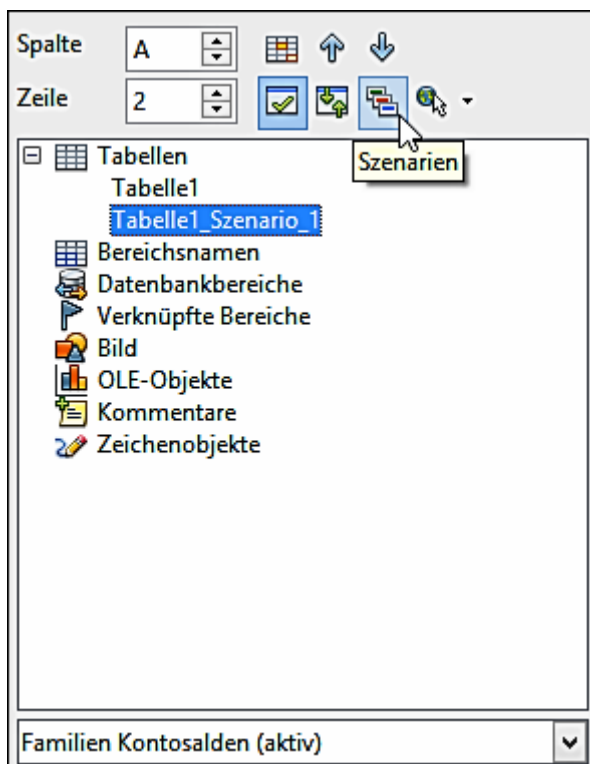 Spalte A
Zeile 2
Szenarien
Tabellen
Tabelle1
Tabelle1_Szenario_1
Bereichsnamen
Datenbankbereiche
Verknüpfte Bereiche
Bild
OLE-Objekte
Kommentare
Zeichenobjekte
Familien Kontosalden (aktiv)